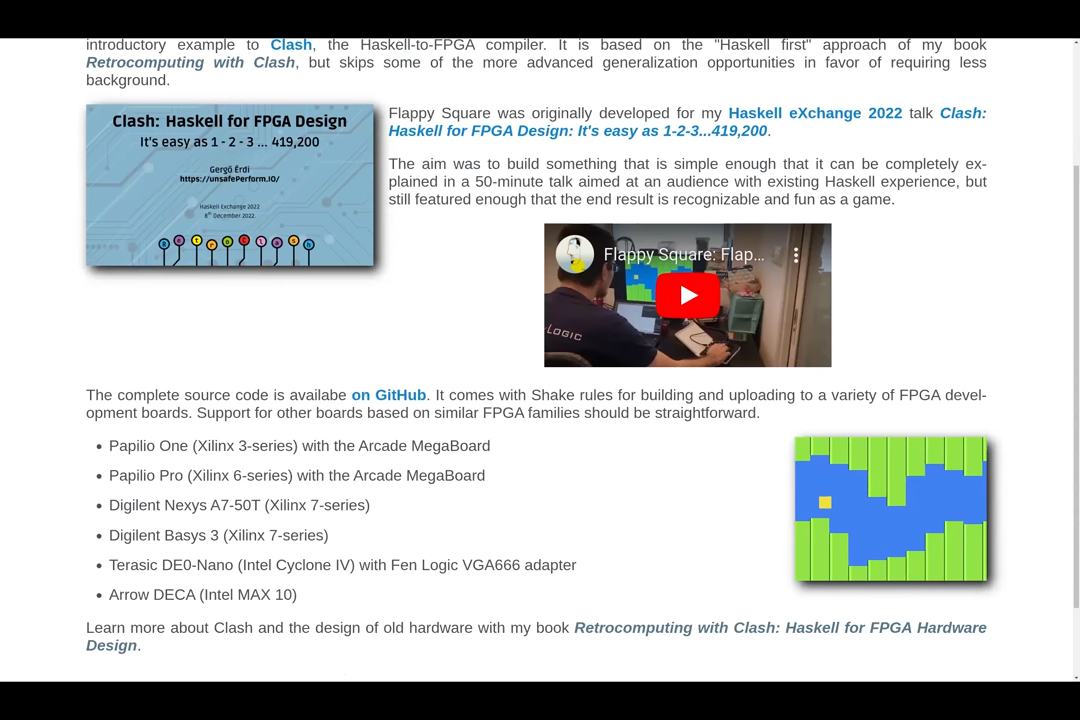 introductory example to Clash, the Haskell-to-FPGA compiler. It is based on the "Haskell first" approach of my book
Retrocomputing with Clash, but skips some of the more advanced generalization opportunities in favor of requiring less
background.
Clash: Haskell for FPGA Design
It's easy as 1 - 2 - 3 ... 419,200
Gergő Érdi
https://unsafePerform.IO/
Haskell Exchange 2022
8th December 2022.
R e t r o C l a s h
Flappy Square was originally developed for my Haskell eXchange 2022 talk Clash:
Haskell for FPGA Design: It's easy as 1-2-3...419,200.
The aim was to build something that is simple enough that it can be completely ex-
plained in a 50-minute talk aimed at an audience with existing Haskell experience, but
still featured enough that the end result is recognizable and fun as a game.
Flappy Square: Flap...
LOGIC
The complete source code is availabe on GitHub. It comes with Shake rules for building and uploading to a variety of FPGA devel-
opment boards. Support for other boards based on similar FPGA families should be straightforward.
• Papilio One (Xilinx 3-series) with the Arcade MegaBoard
• Papilio Pro (Xilinx 6-series) with the Arcade MegaBoard
• Digilent Nexys A7-50T (Xilinx 7-series)
• Digilent Basys 3 (Xilinx 7-series)
• Terasic DE0-Nano (Intel Cyclone IV) with Fen Logic VGA666 adapter
• Arrow DECA (Intel MAX 10)
Learn more about Clash and the design of old hardware with my book Retrocomputing with Clash: Haskell for FPGA Hardware
Design.